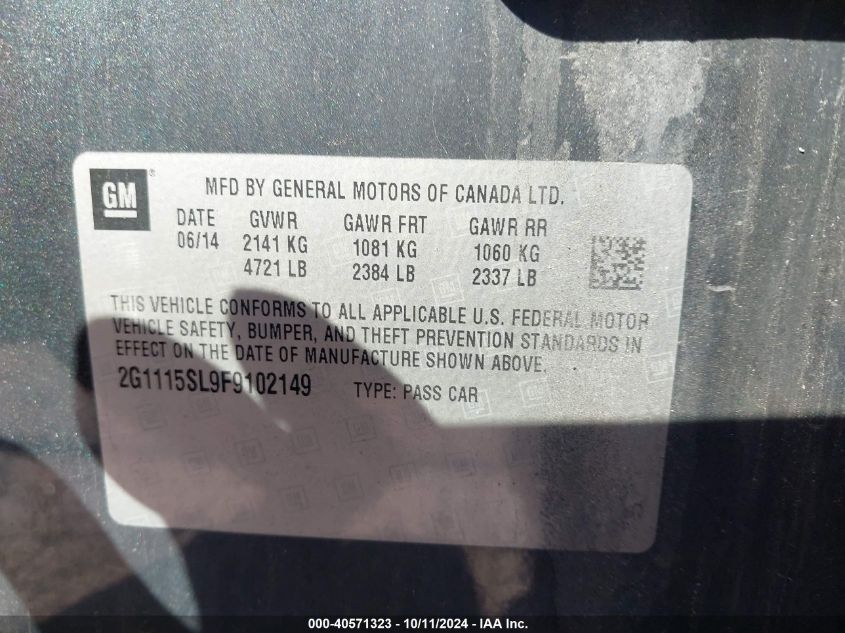 GM ®
MFD BY GENERAL MOTORS OF CANADA LTD.
DATE GVWR GAWR FRT GAWR RR
06/14 2141 KG 1081 KG 1060 KG
4721 LB 2384 LB 2337 LB
THIS VEHICLE CONFORMS TO ALL APPLICABLE U.S. FEDERAL MOTOR
VEHICLE SAFETY, BUMPER, AND THEFT PREVENTION STANDARDS IN
EFFECT ON THE DATE OF MANUFACTURE SHOWN ABOVE.
2G1115SL9F9102149 TYPE: PASS CAR
000-40571323 - 10/11/2024 - IAA Inc.